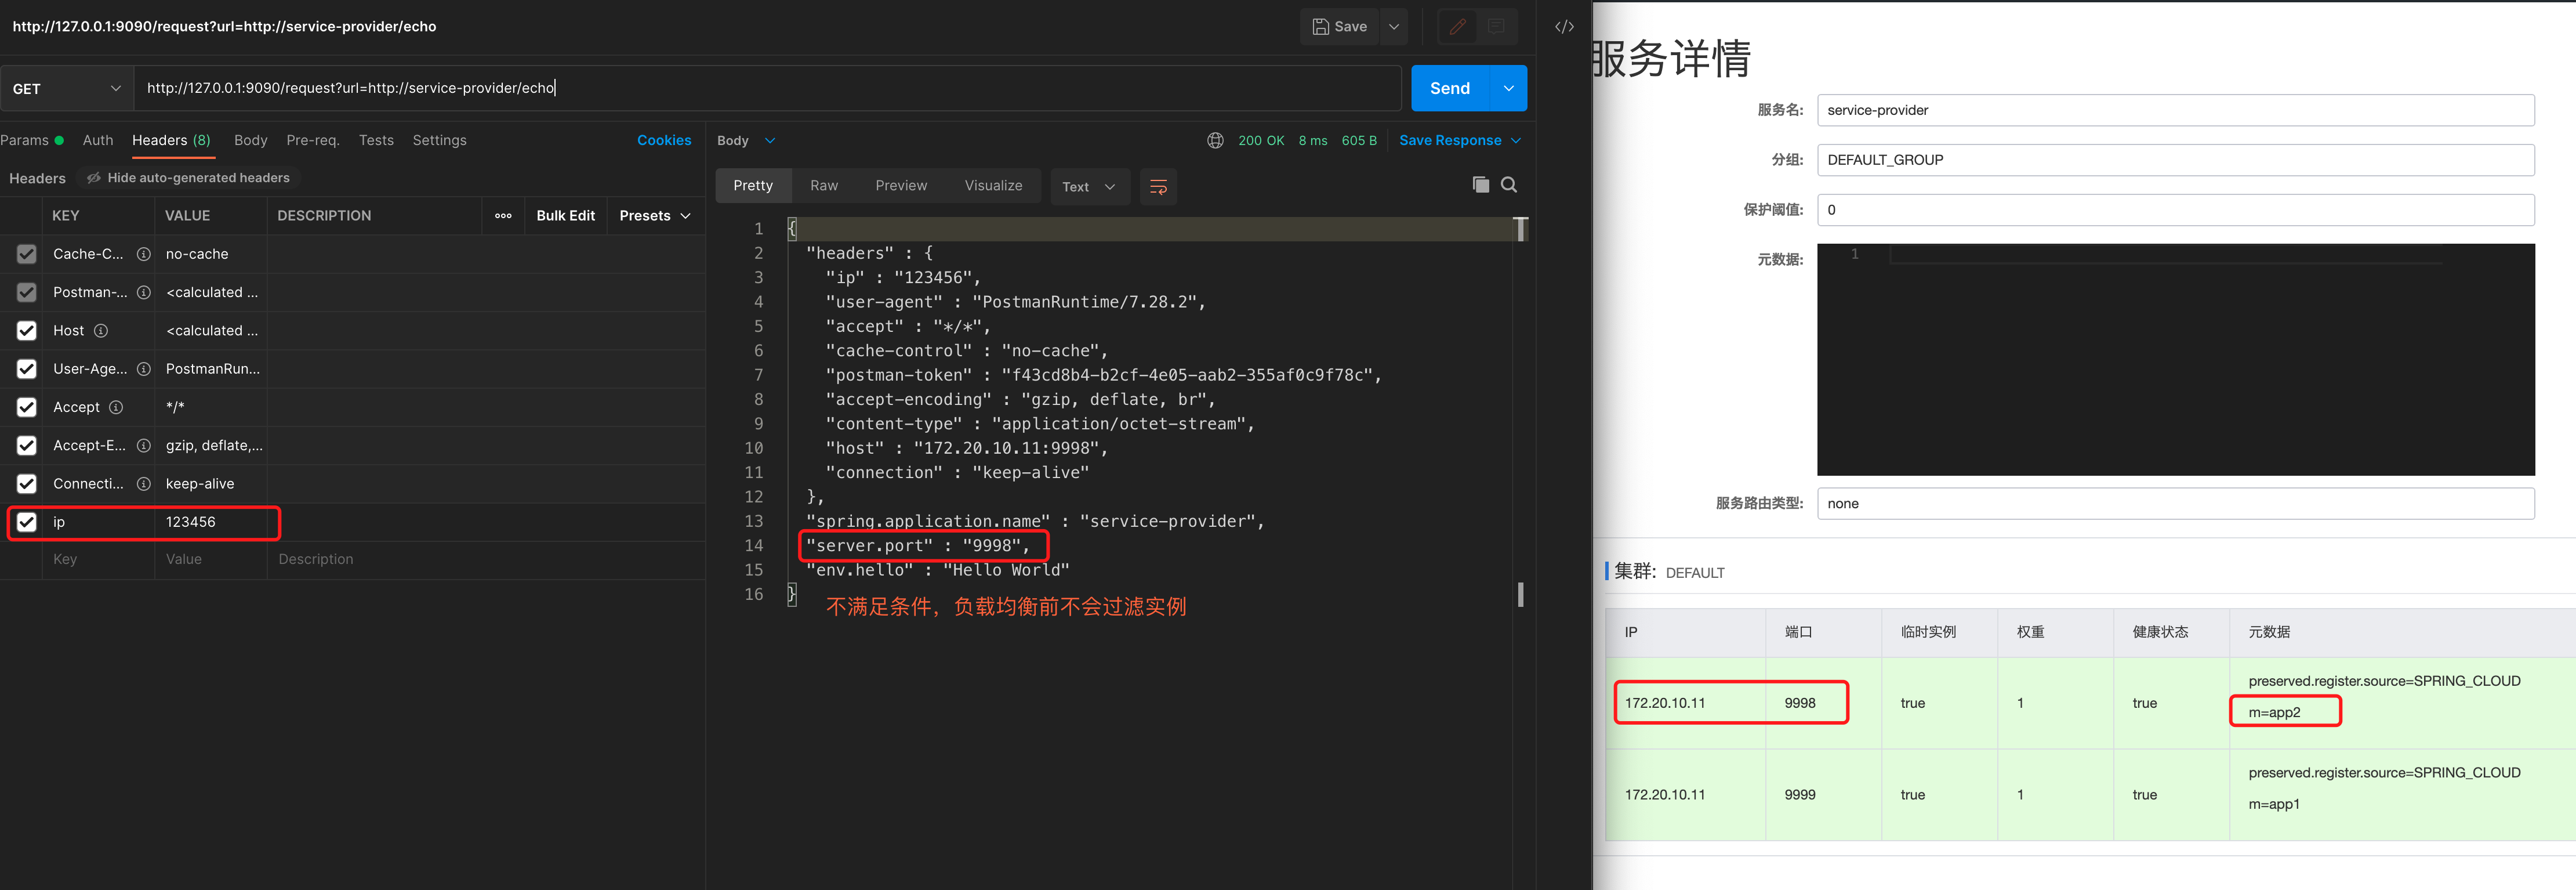 http://127.0.0.1:9090/request?url=http://service-provider/echo
Save
GET
http://127.0.0.1:9090/request?url=http://service-provider/echo
Send
Params
Auth
Headers (8)
Body
Pre-req.
Tests
Settings
Cookies
Headers
Hide auto-generated headers
KEY VALUE DESCRIPTION
Bulk Edit
Presets
Cache-C... no-cache
Postman-... <calculated ...
Host <calculated ...
User-Age... PostmanRun...
Accept */*
Accept-E... gzip, deflate,...
Connecti... keep-alive
ip 123456
Key Value Description
Body
200 OK 8 ms 605 B
Save Response
Pretty Raw Preview Visualize
Text
1 {
2 "headers" : {
3 "ip" : "123456",
4 "user-agent" : "PostmanRuntime/7.28.2",
5 "accept" : "*/*",
6 "cache-control" : "no-cache",
7 "postman-token" : "f43cd8b4-b2cf-4e05-aab2-355af0c9f78c",
8 "accept-encoding" : "gzip, deflate, br",
9 "content-type" : "application/octet-stream",
10 "host" : "172.20.10.11:9998",
11 "connection" : "keep-alive"
12 },
13 "spring.application.name" : "service-provider",
14 "server.port" : "9998",
15 "env.hello" : "Hello World"
16 }
不满足条件，负载均衡前不会过滤实例
</>
服务详情
服务名: service-provider
分组: DEFAULT_GROUP
保护阈值: 0
元数据: 1
服务路由类型: none
集群: DEFAULT
IP 端口 临时实例 权重 健康状态 元数据
172.20.10.11 9998 true 1 true preserved.register.source=SPRING_CLOUD
m=app2
172.20.10.11 9999 true 1 true preserved.register.source=SPRING_CLOUD
m=app1